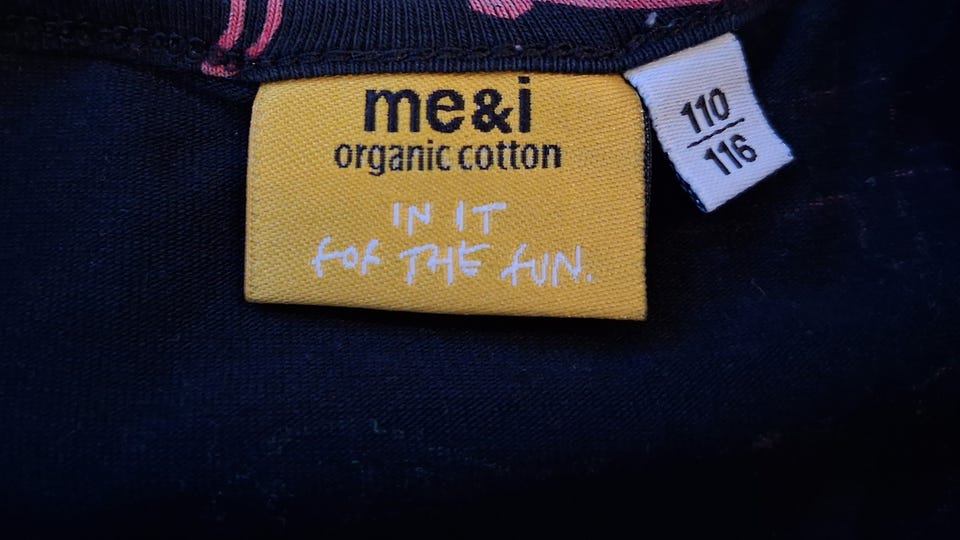 me&i
organic cotton
IN IT
FOR THE FUN.
110
116